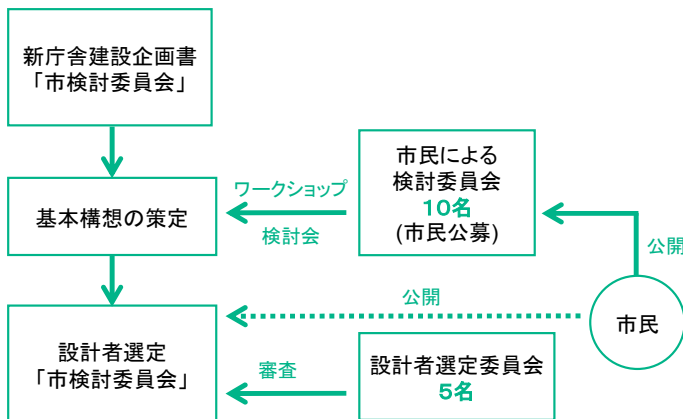 新庁舎建設企画書
「市検討委員会」
市民による
検討委員会
10名
(市民公募)
ワークショップ
検討会
基本構想の策定
公開
公開
市民
設計者選定
「市検討委員会」
審査
設計者選定委員会
5名